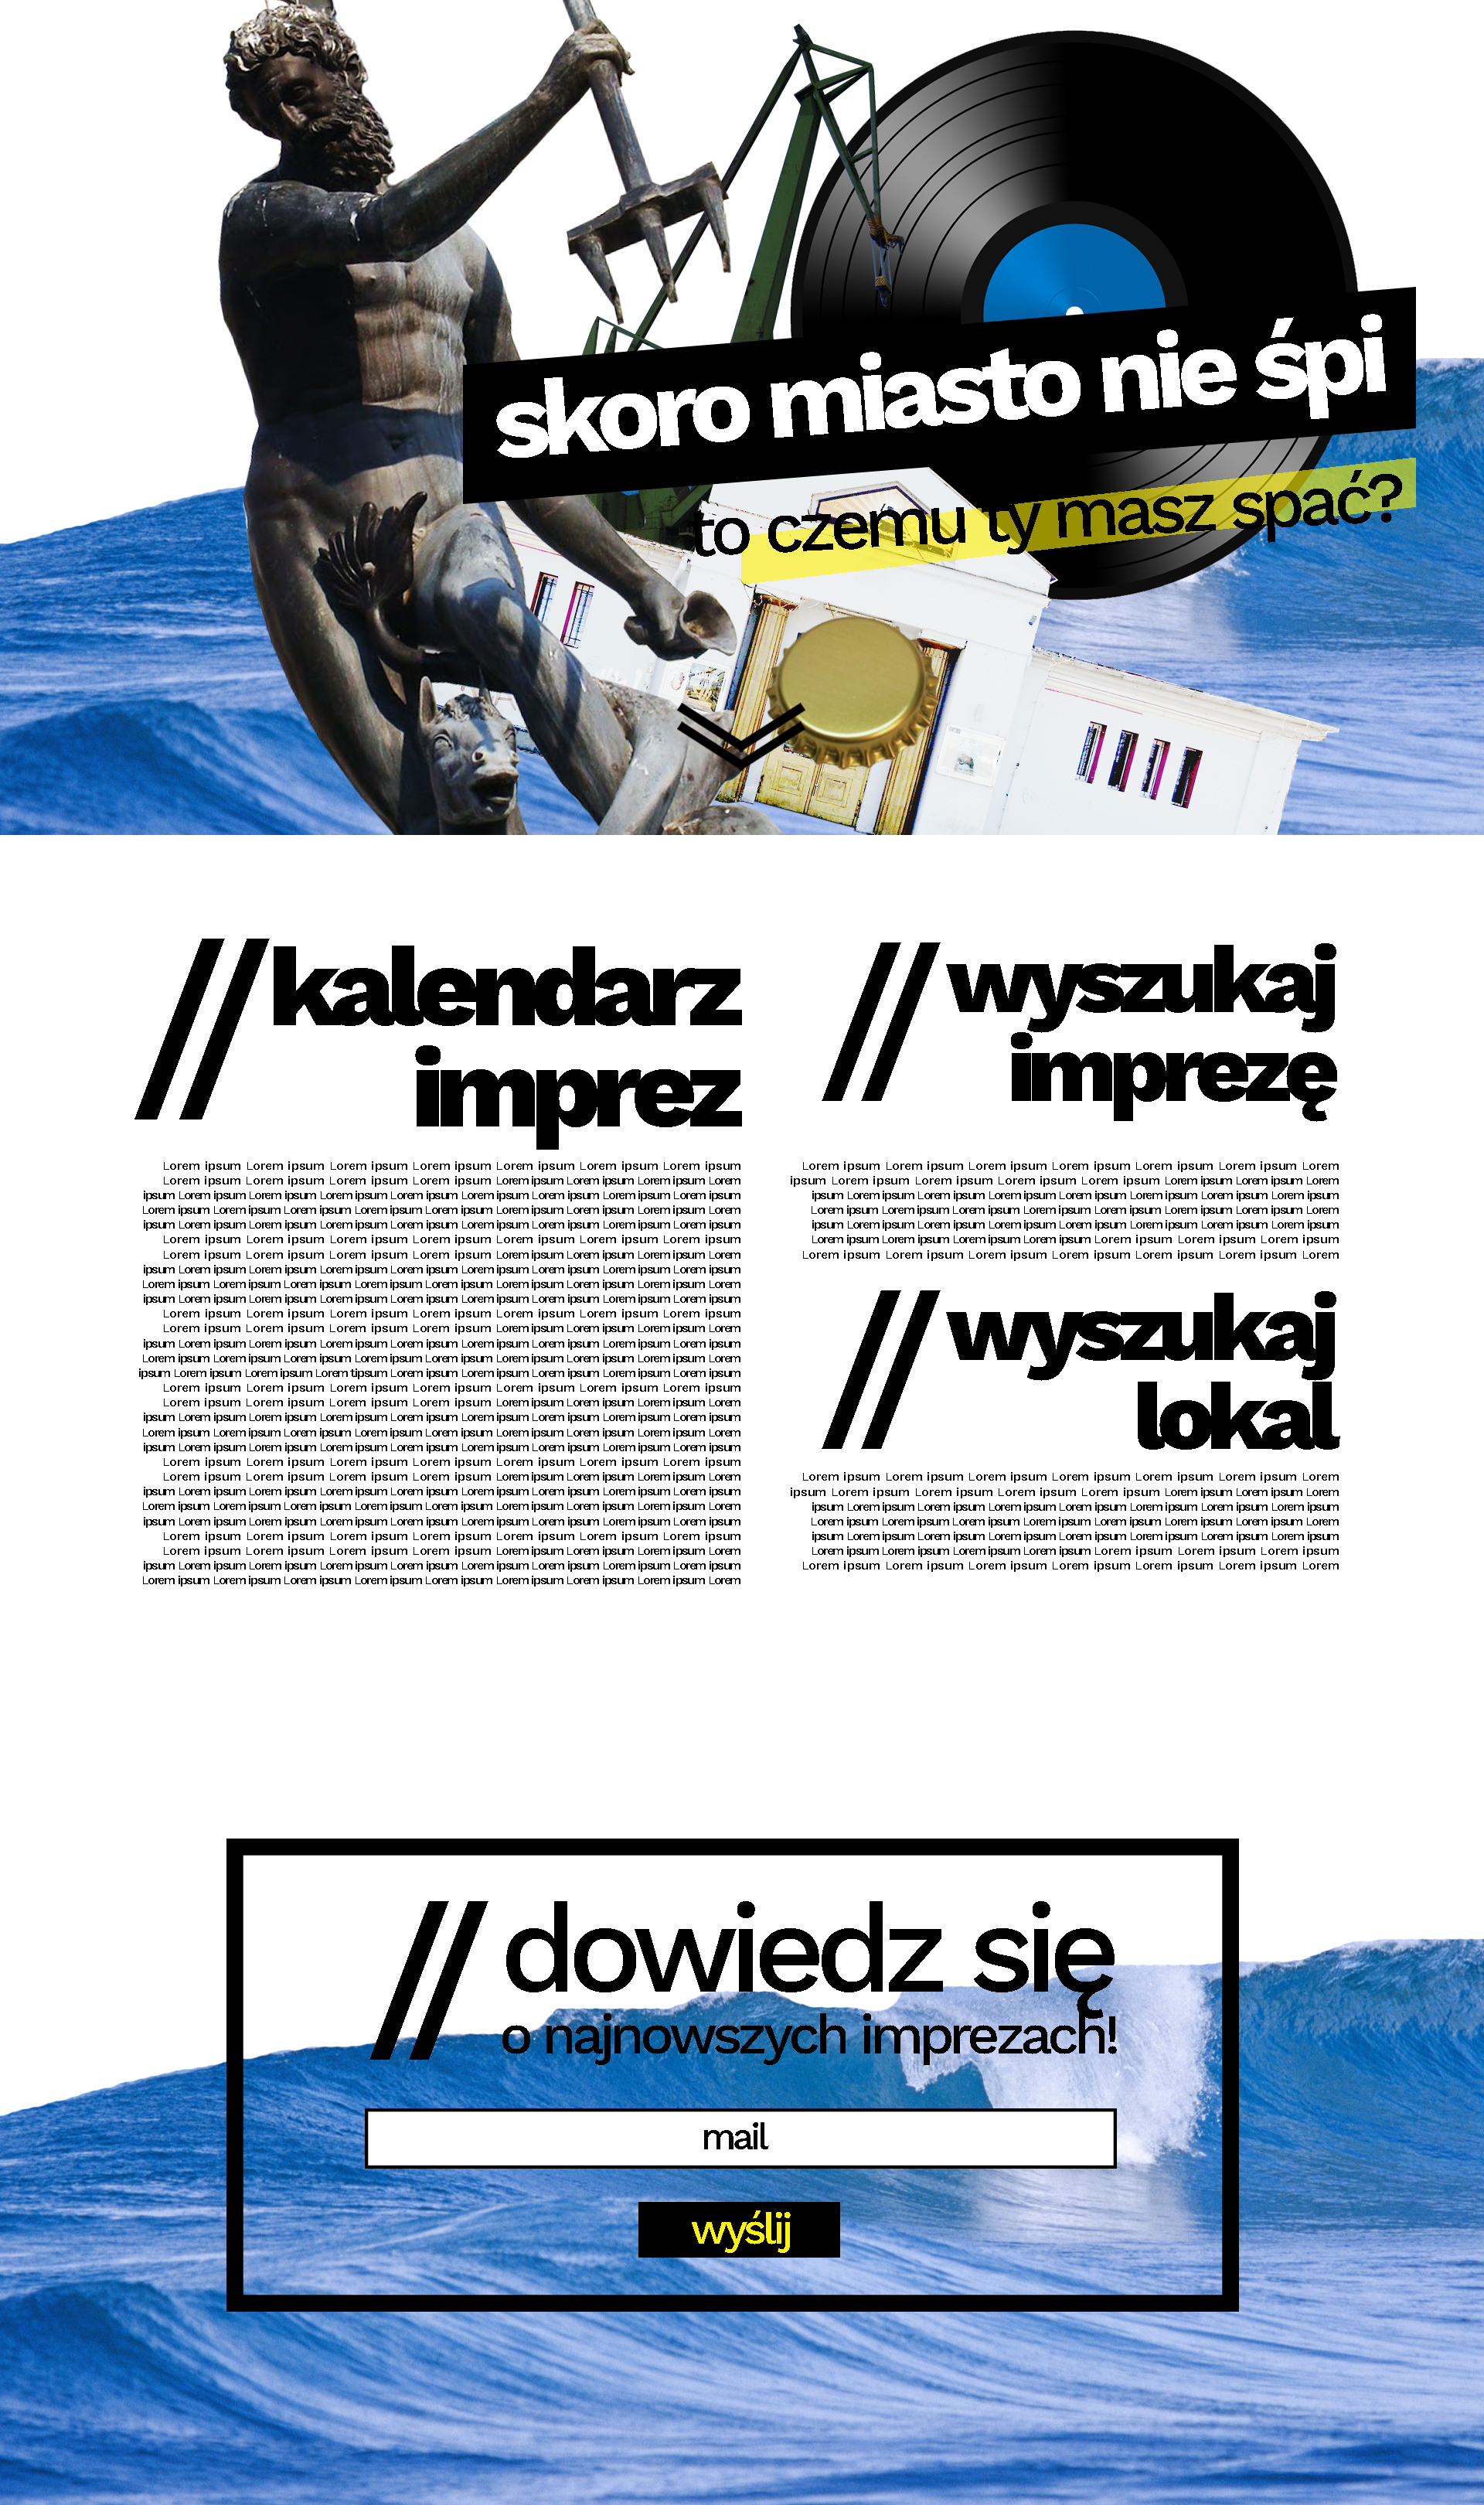 skoro miasto nie śpi
to czemu ty masz spać?
//kalendarz
imprez
Lorem ipsum Lorem ipsum Lorem ipsum Lorem ipsum Lorem ipsum Lorem ipsum Lorem ipsum
Lorem ipsum Lorem ipsum Lorem ipsum Lorem ipsum Lorem ipsum Lorem ipsum Lorem ipsum Lorem
ipsum Lorem ipsum Lorem ipsum Lorem ipsum Lorem ipsum Lorem ipsum Lorem ipsum Lorem ipsum Lorem ipsum
Lorem ipsum Lorem ipsum Lorem ipsum Lorem ipsum Lorem ipsum Lorem ipsum Lorem ipsum Lorem ipsum Lorem
ipsum Lorem ipsum Lorem ipsum Lorem ipsum Lorem ipsum Lorem ipsum Lorem ipsum Lorem ipsum Lorem ipsum
Lorem ipsum Lorem ipsum Lorem ipsum Lorem ipsum Lorem ipsum Lorem ipsum Lorem ipsum
Lorem ipsum Lorem ipsum Lorem ipsum Lorem ipsum Lorem ipsum Lorem ipsum Lorem ipsum Lorem
ipsum Lorem ipsum Lorem ipsum Lorem ipsum Lorem ipsum Lorem ipsum Lorem ipsum Lorem ipsum Lorem ipsum
Lorem ipsum Lorem ipsum Lorem ipsum Lorem ipsum Lorem ipsum Lorem ipsum Lorem ipsum Lorem ipsum Lorem
ipsum Lorem ipsum Lorem ipsum Lorem ipsum Lorem ipsum Lorem ipsum Lorem ipsum Lorem ipsum Lorem ipsum
Lorem ipsum Lorem ipsum Lorem ipsum Lorem ipsum Lorem ipsum Lorem ipsum Lorem ipsum
Lorem ipsum Lorem ipsum Lorem ipsum Lorem ipsum Lorem ipsum Lorem ipsum Lorem ipsum Lorem
ipsum Lorem ipsum Lorem ipsum Lorem ipsum Lorem ipsum Lorem ipsum Lorem ipsum Lorem ipsum Lorem ipsum
Lorem ipsum Lorem ipsum Lorem ipsum Lorem ipsum Lorem ipsum Lorem ipsum Lorem ipsum Lorem ipsum Lorem
ipsum Lorem ipsum Lorem ipsum Lorem tipsum Lorem ipsum Lorem ipsum Lorem ipsum Lorem ipsum Lorem ipsum
Lorem ipsum Lorem ipsum Lorem ipsum Lorem ipsum Lorem ipsum Lorem ipsum Lorem ipsum
Lorem ipsum Lorem ipsum Lorem ipsum Lorem ipsum Lorem ipsum Lorem ipsum Lorem ipsum Lorem
ipsum Lorem ipsum Lorem ipsum Lorem ipsum Lorem ipsum Lorem ipsum Lorem ipsum Lorem ipsum Lorem ipsum
Lorem ipsum Lorem ipsum Lorem ipsum Lorem ipsum Lorem ipsum Lorem ipsum Lorem ipsum Lorem ipsum Lorem
ipsum Lorem ipsum Lorem ipsum Lorem ipsum Lorem ipsum Lorem ipsum Lorem ipsum Lorem ipsum Lorem ipsum
Lorem ipsum Lorem ipsum Lorem ipsum Lorem ipsum Lorem ipsum Lorem ipsum Lorem ipsum
Lorem ipsum Lorem ipsum Lorem ipsum Lorem ipsum Lorem ipsum Lorem ipsum Lorem ipsum Lorem
ipsum Lorem ipsum Lorem ipsum Lorem ipsum Lorem ipsum Lorem ipsum Lorem ipsum Lorem ipsum Lorem ipsum
Lorem ipsum Lorem ipsum Lorem ipsum Lorem ipsum Lorem ipsum Lorem ipsum Lorem ipsum Lorem ipsum Lorem
ipsum Lorem ipsum Lorem ipsum Lorem ipsum Lorem ipsum Lorem ipsum Lorem ipsum Lorem ipsum Lorem ipsum
Lorem ipsum Lorem ipsum Lorem ipsum Lorem ipsum Lorem ipsum Lorem ipsum Lorem ipsum
Lorem ipsum Lorem ipsum Lorem ipsum Lorem ipsum Lorem ipsum Lorem ipsum Lorem ipsum Lorem
ipsum Lorem ipsum Lorem ipsum Lorem ipsum Lorem ipsum Lorem ipsum Lorem ipsum Lorem ipsum Lorem ipsum
Lorem ipsum Lorem ipsum Lorem ipsum Lorem ipsum Lorem ipsum Lorem ipsum Lorem ipsum Lorem ipsum Lorem
//wyszukaj
imprezę
Lorem ipsum Lorem ipsum Lorem ipsum Lorem ipsum Lorem ipsum Lorem ipsum Lorem
ipsum Lorem ipsum Lorem ipsum Lorem ipsum Lorem ipsum Lorem ipsum Lorem ipsum Lorem
ipsum Lorem ipsum Lorem ipsum Lorem ipsum Lorem ipsum Lorem ipsum Lorem ipsum Lorem ipsum
Lorem ipsum Lorem ipsum Lorem ipsum Lorem ipsum Lorem ipsum Lorem ipsum Lorem ipsum Lorem
ipsum Lorem ipsum Lorem ipsum Lorem ipsum Lorem ipsum Lorem ipsum Lorem ipsum Lorem ipsum
Lorem ipsum Lorem ipsum Lorem ipsum Lorem ipsum Lorem ipsum Lorem ipsum Lorem ipsum
Lorem ipsum Lorem ipsum Lorem ipsum Lorem ipsum Lorem ipsum Lorem ipsum Lorem
//wyszukaj
lokal
Lorem ipsum Lorem ipsum Lorem ipsum Lorem ipsum Lorem ipsum Lorem ipsum Lorem
ipsum Lorem ipsum Lorem ipsum Lorem ipsum Lorem ipsum Lorem ipsum Lorem ipsum Lorem
ipsum Lorem ipsum Lorem ipsum Lorem ipsum Lorem ipsum Lorem ipsum Lorem ipsum Lorem ipsum
Lorem ipsum Lorem ipsum Lorem ipsum Lorem ipsum Lorem ipsum Lorem ipsum Lorem ipsum Lorem
ipsum Lorem ipsum Lorem ipsum Lorem ipsum Lorem ipsum Lorem ipsum Lorem ipsum Lorem ipsum
Lorem ipsum Lorem ipsum Lorem ipsum Lorem ipsum Lorem ipsum Lorem ipsum Lorem ipsum
Lorem ipsum Lorem ipsum Lorem ipsum Lorem ipsum Lorem ipsum Lorem ipsum Lorem
// dowiedz się
o najnowszych imprezach!
mail
wyślij